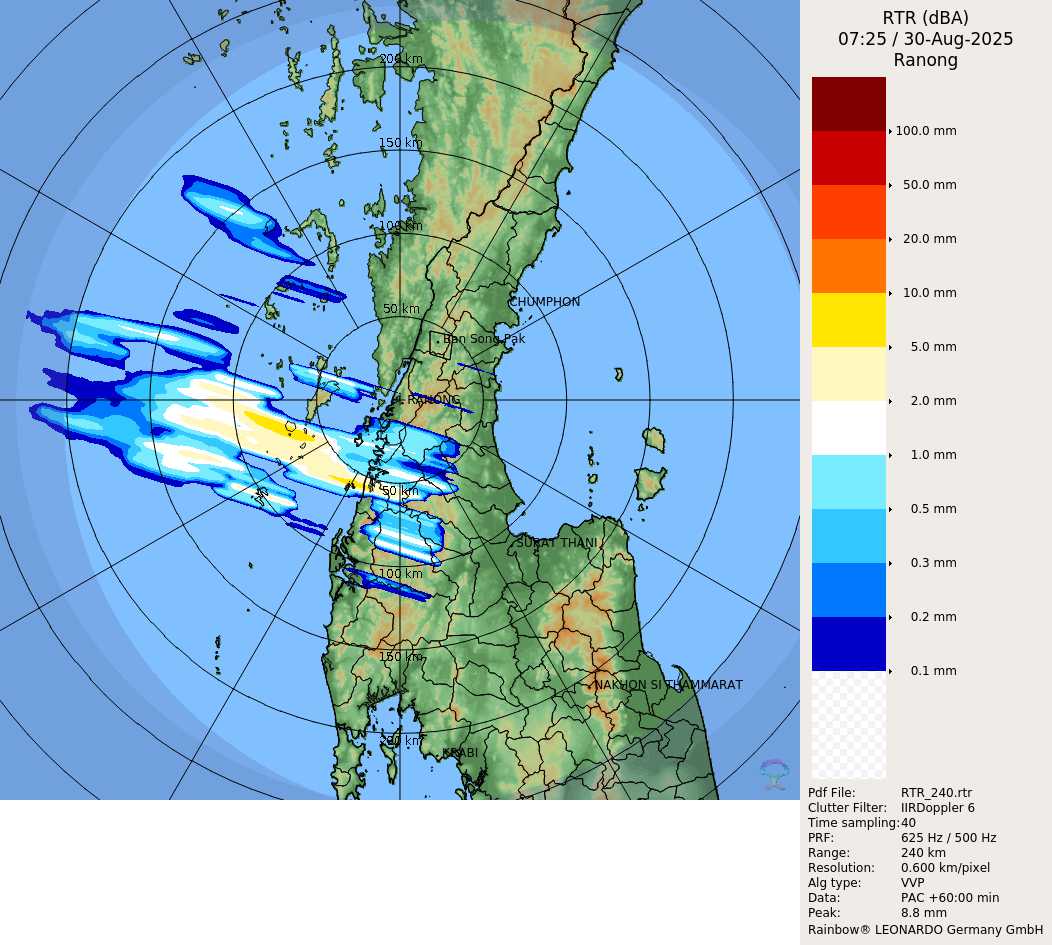 RTR (dBA)
07:25 / 30-Aug-2025
Ranong
200 km
150 km
100 km
50 km
CHUMPHON
Ban Song Pak
RANONG
50 km
SURAT THANI
100 km
150 km
NAKHON SI THAMMARAT
200 km
KRABI
100.0 mm
50.0 mm
20.0 mm
10.0 mm
5.0 mm
2.0 mm
1.0 mm
0.5 mm
0.3 mm
0.2 mm
0.1 mm
Pdf File: RTR_240.rtr
Clutter Filter: IIRDoppler 6
Time sampling:40
PRF: 625 Hz / 500 Hz
Range: 240 km
Resolution: 0.600 km/pixel
Alg type: VVP
Data: PAC +60:00 min
Peak: 8.8 mm
Rainbow® LEONARDO Germany GmbH